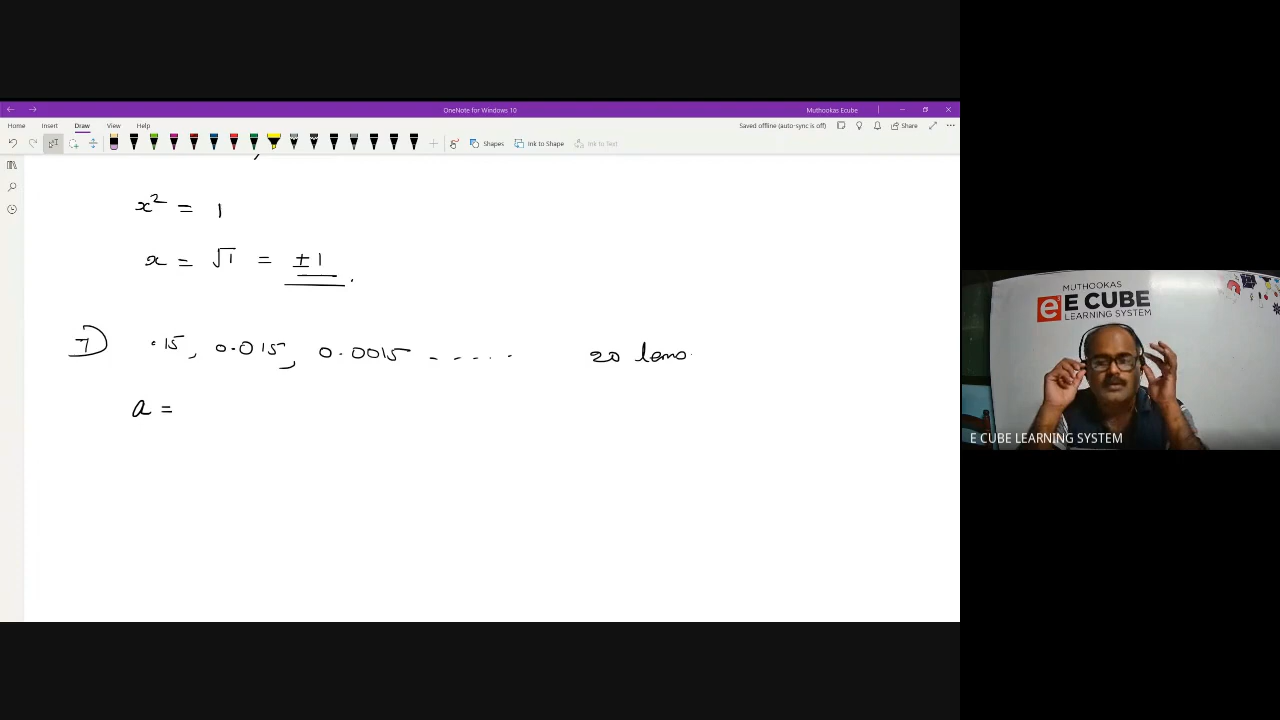 OneNote for Windows 10
Muthookas Ecube
Home Insert Draw View Help
Saved offline (auto-sync is off)
Share
Shapes
Ink to Shape
Ink to Text
x² = 1
x = √1 = ±1
7) .15, 0.015, 0.0015 ------ 20
a =
MUTHOOKAS
e E CUBE
LEARNING SYSTEM
E CUBE LEARNING SYSTEM